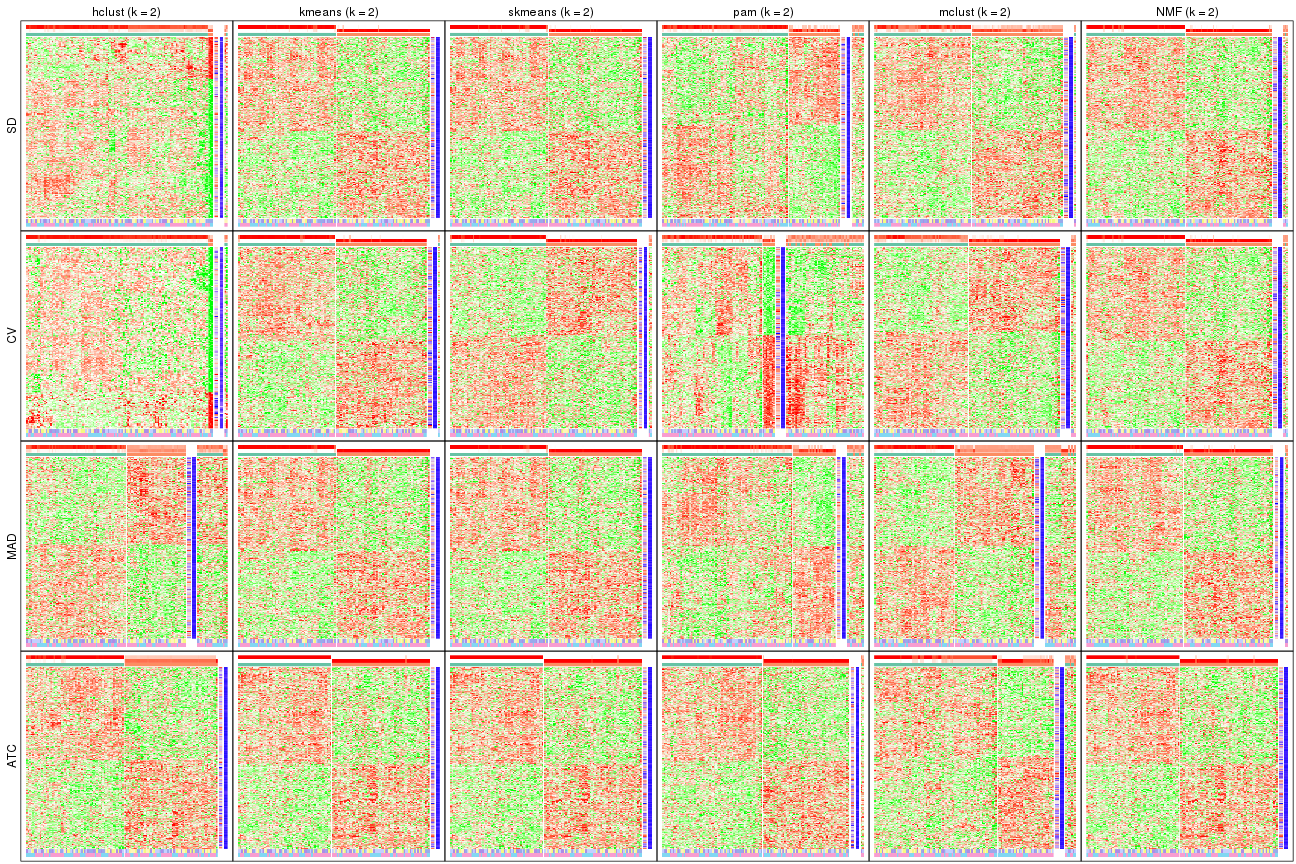 hclust (k = 2) kmeans (k = 2) skmeans (k = 2) pam (k = 2) mclust (k = 2) NMF (k = 2)
SD
CV
MAD
ATC